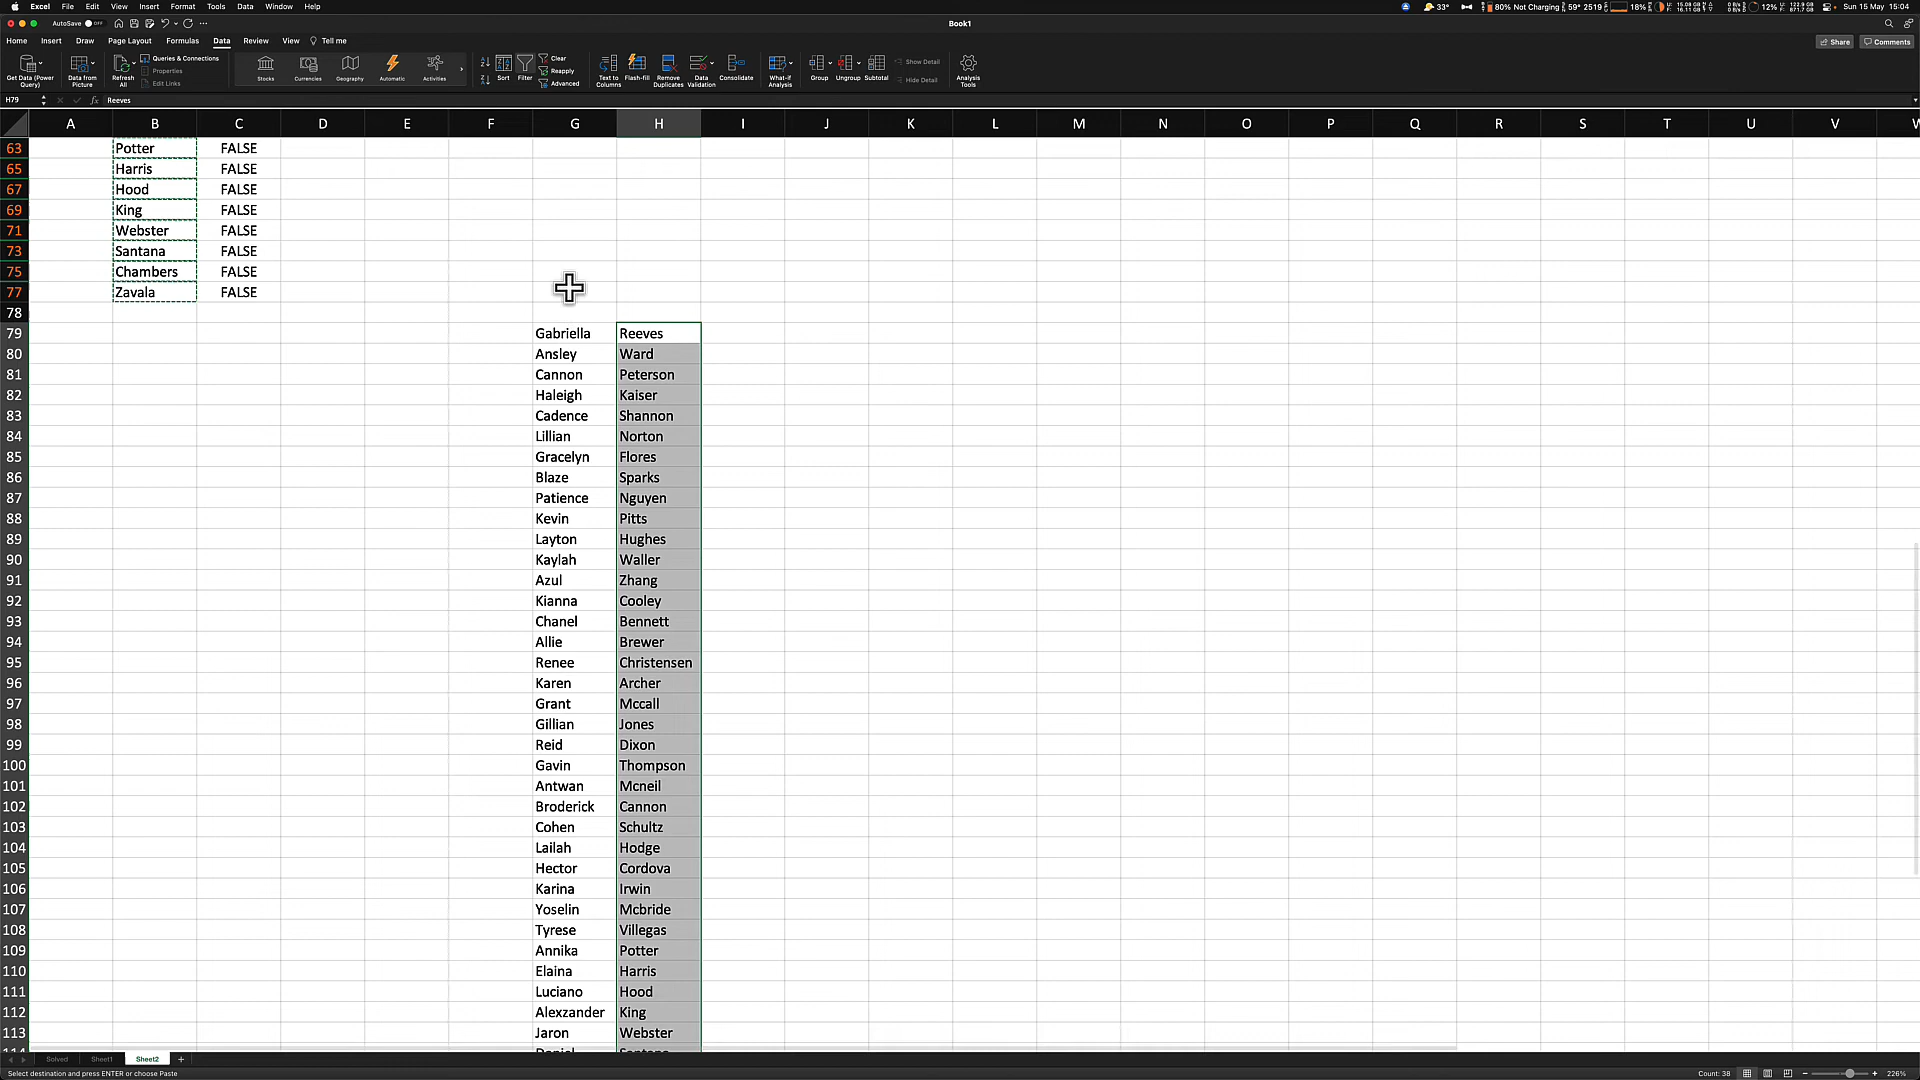 Excel File Edit View Insert Format Tools Data Window Help
33° 80% Not Charging 59° 2519 18% 12% Sun 15 May 15:04
AutoSave OFF Book1
Home Insert Draw Page Layout Formulas Data Review View Tell me Share Comments
Get Data (Power Query) Data from Picture Refresh All Queries & Connections Properties Edit Links Stocks Currencies Geography Automatic Activities Sort Filter Clear Reapply Advanced Text to Columns Flash-fill Remove Duplicates Data Validation Consolidate What-if Analysis Group Ungroup Subtotal Show Detail Hide Detail Analysis Tools
H79 fx Reeves
A B C D E F G H I J K L M N O P Q R S T U V W
63 Potter FALSE
65 Harris FALSE
67 Hood FALSE
69 King FALSE
71 Webster FALSE
73 Santana FALSE
75 Chambers FALSE
77 Zavala FALSE
78
79 Gabriella Reeves
80 Ansley Ward
81 Cannon Peterson
82 Haleigh Kaiser
83 Cadence Shannon
84 Lillian Norton
85 Gracelyn Flores
86 Blaze Sparks
87 Patience Nguyen
88 Kevin Pitts
89 Layton Hughes
90 Kaylah Waller
91 Azul Zhang
92 Kianna Cooley
93 Chanel Bennett
94 Allie Brewer
95 Renee Christensen
96 Karen Archer
97 Grant Mccall
98 Gillian Jones
99 Reid Dixon
100 Gavin Thompson
101 Antwan Mcneil
102 Broderick Cannon
103 Cohen Schultz
104 Lailah Hodge
105 Hector Cordova
106 Karina Irwin
107 Yoselin Mcbride
108 Tyrese Villegas
109 Annika Potter
110 Elaina Harris
111 Luciano Hood
112 Alexzander King
113 Jaron Webster
Solved Sheet1 Sheet2 +
Select destination and press ENTER or choose Paste Count: 38 226%